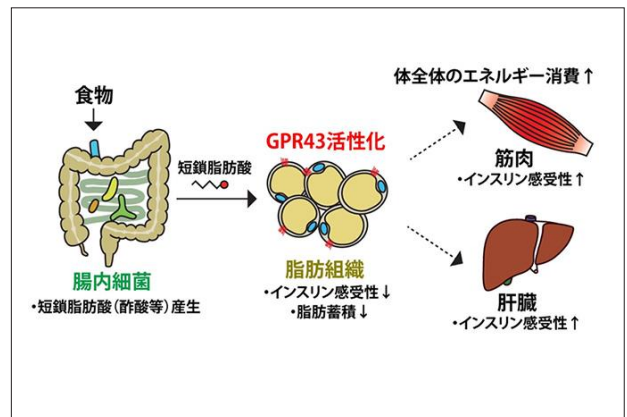 食物
腸内細菌
・短鎖脂肪酸(酢酸等)産生
短鎖脂肪酸
GPR43活性化
脂肪組織
・インスリン感受性↓
・脂肪蓄積↓
体全体のエネルギー消費↑
筋肉
・インスリン感受性↑
肝臓
・インスリン感受性↑